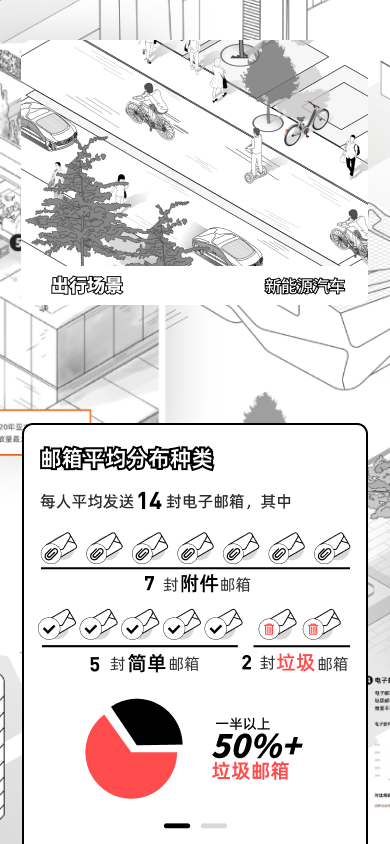 出行场景
新能源汽车
邮箱平均分布种类
每人平均发送14封电子邮箱，其中
7 封附件邮箱
5 封简单邮箱
2 封垃圾邮箱
一半以上
50%+
垃圾邮箱